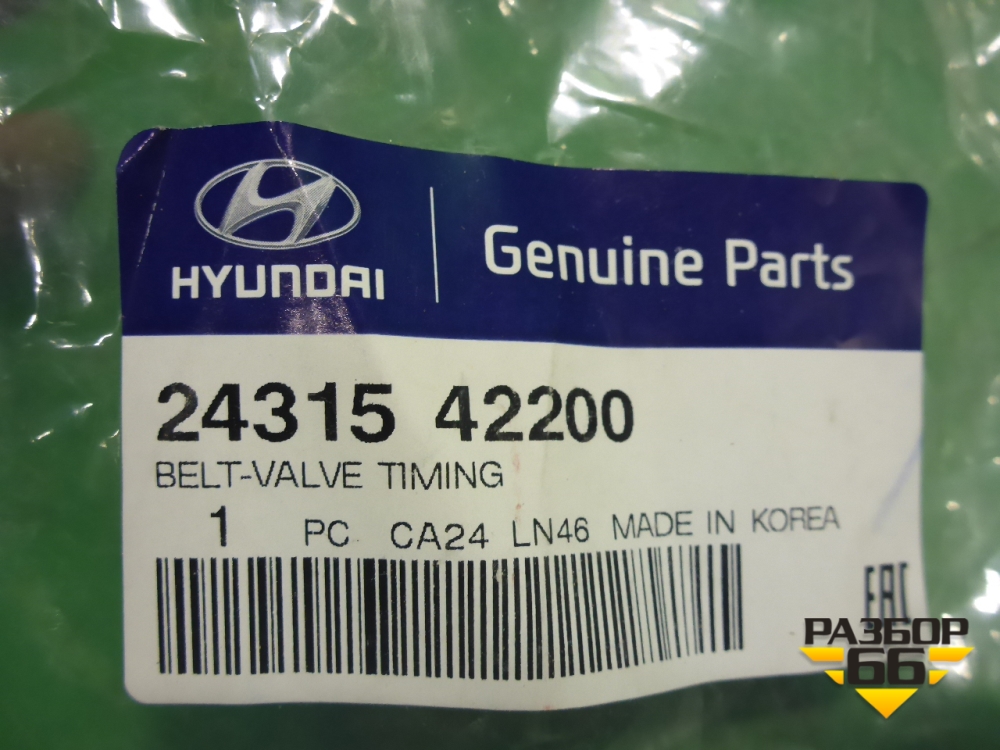 HYUNDAI
Genuine Parts
24315 42200
BELT-VALVE TIMING
1 PC CA24 LN46 MADE IN KOREA
EAC
РАЗБОР
66